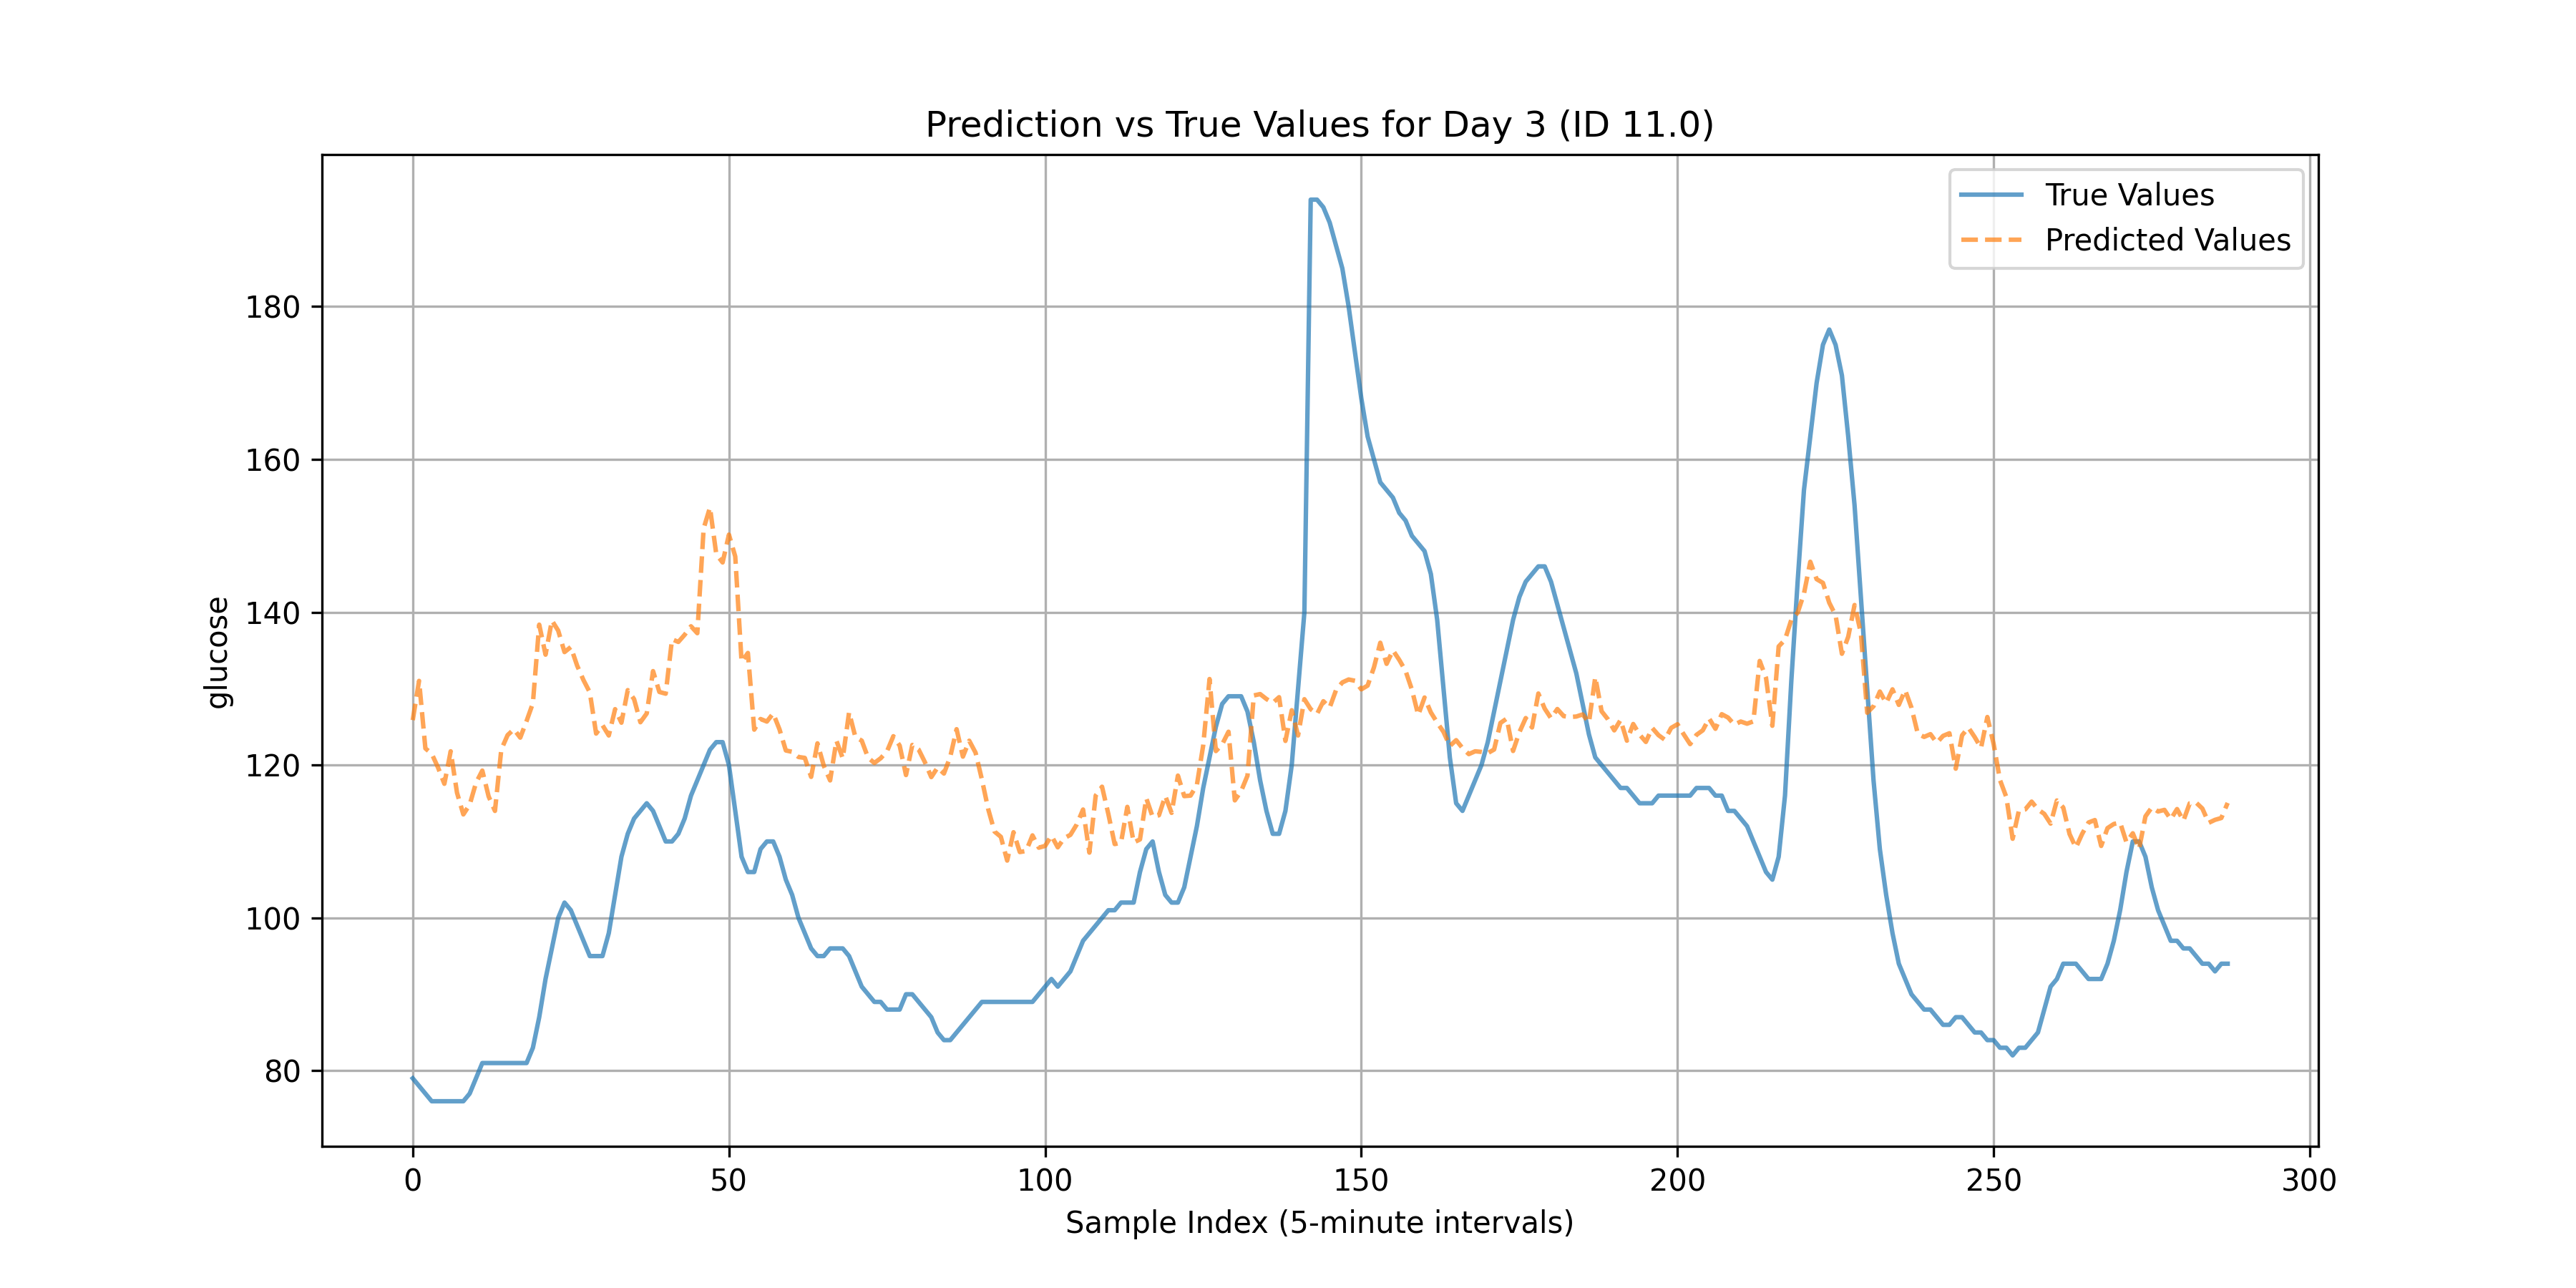 Prediction vs True Values for Day 3 (ID 11.0)
True Values
Predicted Values
glucose
180
160
140
120
100
80
0 50 100 150 200 250 300
Sample Index (5-minute intervals)